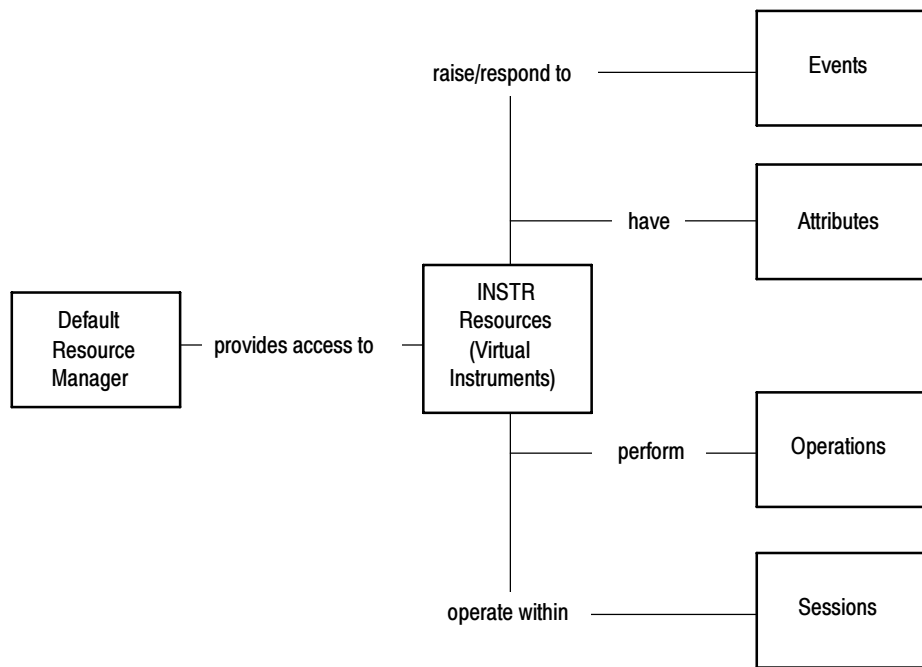 raise/respond to
Events
have
Attributes
Default
Resource
Manager
provides access to
INSTR
Resources
(Virtual
Instruments)
perform
Operations
operate within
Sessions